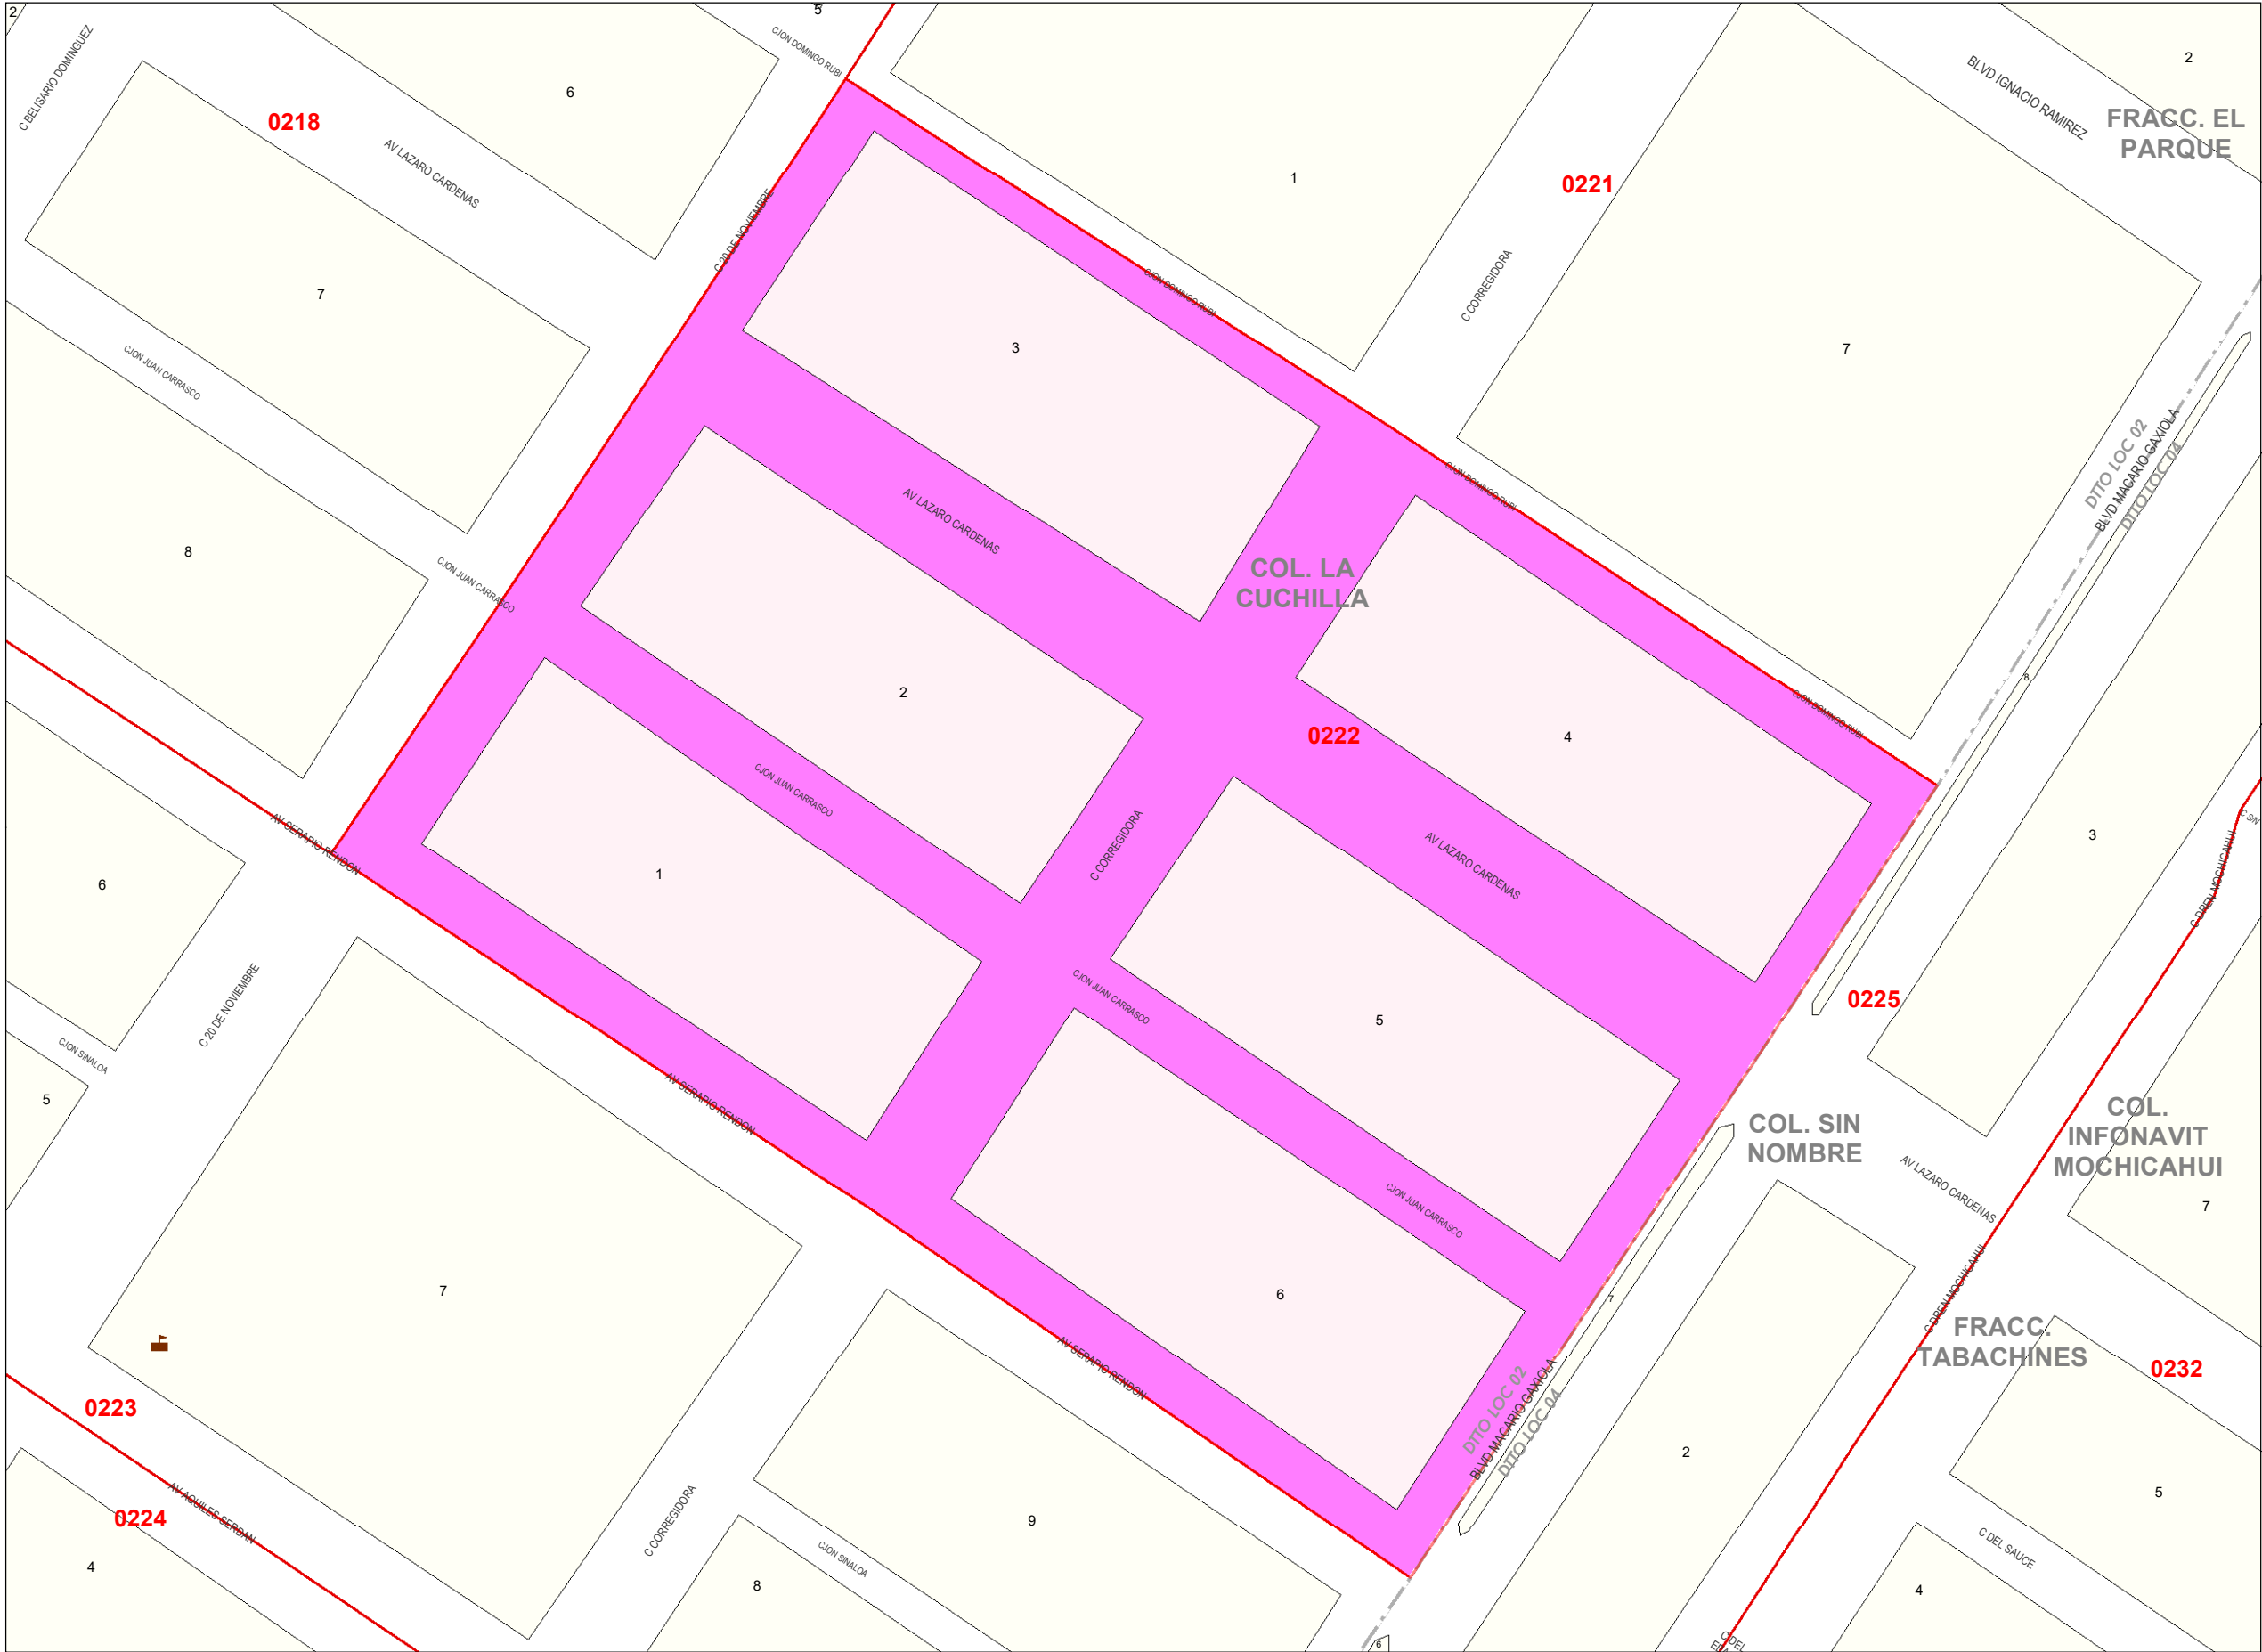 2
C BELISARIO DOMINGUEZ
5
CJON DOMINGO RUBI
6
0218
AV LAZARO CARDENAS
BLVD IGNACIO RAMIREZ
2
FRACC. EL
PARQUE
1
0221
C 20 DE NOVIEMBRE
7
CJON DOMINGO RUBI
C CORREGIDORA
3
7
CJON JUAN CARRASCO
CJON DOMINGO RUBI
DTTO LOC 02
BLVD MACARIO GAXIOLA
DTTO LOC 04
AV LAZARO CARDENAS
8
CJON JUAN CARRASCO
COL. LA
CUCHILLA
8
2
CJON DOMINGO RUBI
0222
4
CJON JUAN CARRASCO
AV SERAPIO RENDON
C CORREGIDORA
AV LAZARO CARDENAS
3
C S/N
C DREN MOCHICAHUI
6
1
C 20 DE NOVIEMBRE
CJON JUAN CARRASCO
5
0225
CJON SINALOA
5
AV SERAPIO RENDON
COL. SIN
NOMBRE
COL.
INFONAVIT
MOCHICAHUI
AV LAZARO CARDENAS
7
CJON JUAN CARRASCO
7
6
7
C DREN MOCHICAHUI
FRACC.
TABACHINES
0232
AV SERAPIO RENDON
DTTO LOC 02
BLVD MACARIO GAXIOLA
DTTO LOC 04
0223
2
5
AV AQUILES SERDAN
0224
C CORREGIDORA
9
CJON SINALOA
C DEL SAUCE
4
8
4
6
C DEL